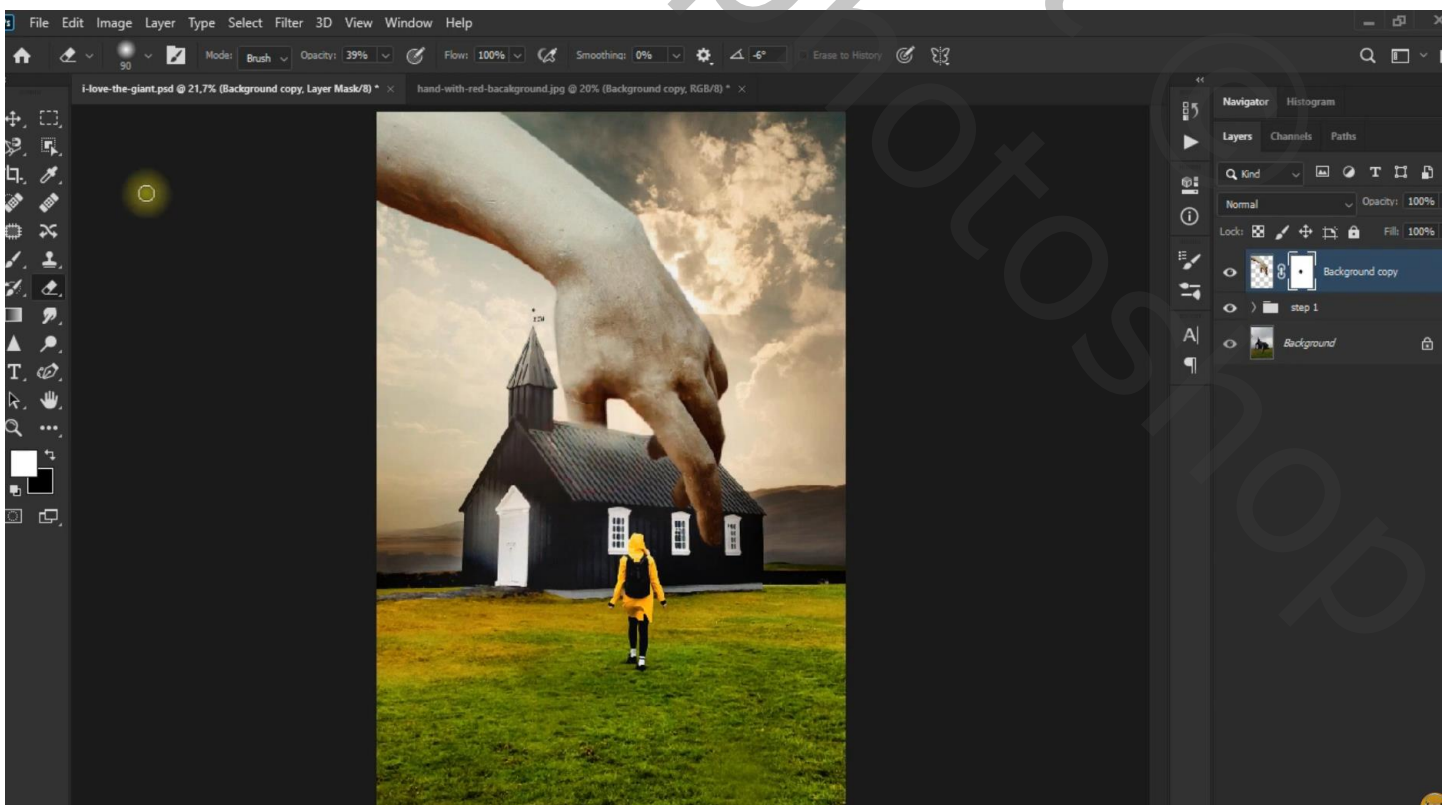 File Edit Image Layer Type Select Filter 3D View Window Help
90 Mode: Brush Opacity: 39% Flow: 100% Smoothing: 0% -6° Erase to History
i-love-the-giant.psd @ 21,7% (Background copy, Layer Mask/8) * × hand-with-red-bacakground.jpg @ 20% (Background copy, RGB/8) * ×
Navigator Histogram
Layers Channels Paths
Kind
Normal Opacity: 100%
Lock: Fill: 100%
Background copy
step 1
Background
photoshop
©